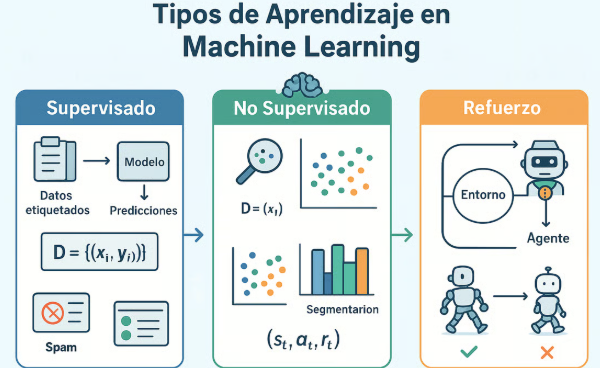 Tipos de Aprendizaje en
Machine Learning
Supervisado
Datos
etiquetados
Modelo
Predicciones
D = {(xᵢ, yᵢ)}
Spam
No Supervisado
D = (x₁)
Segmentarion
(sₜ, aₜ, rₜ)
Refuerzo
Entorno
Agente